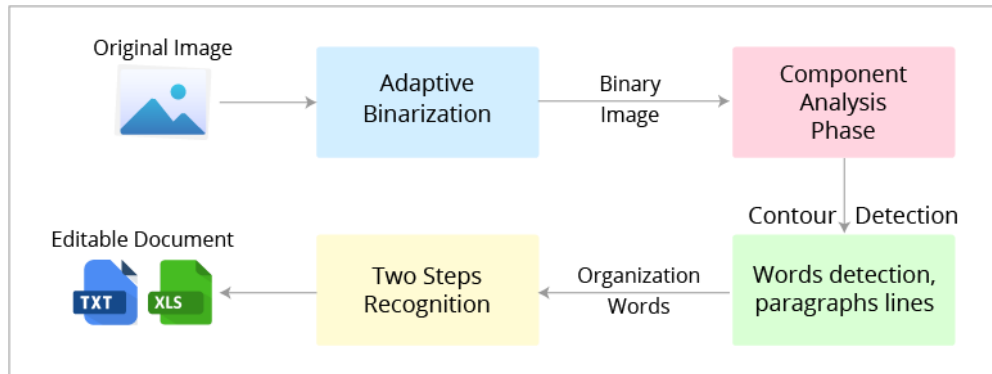 Original Image
Adaptive
Binarization
Binary
Image
Component
Analysis
Phase
Contour Detection
Words detection,
paragraphs lines
Organization
Words
Two Steps
Recognition
Editable Document
TXT
XLS